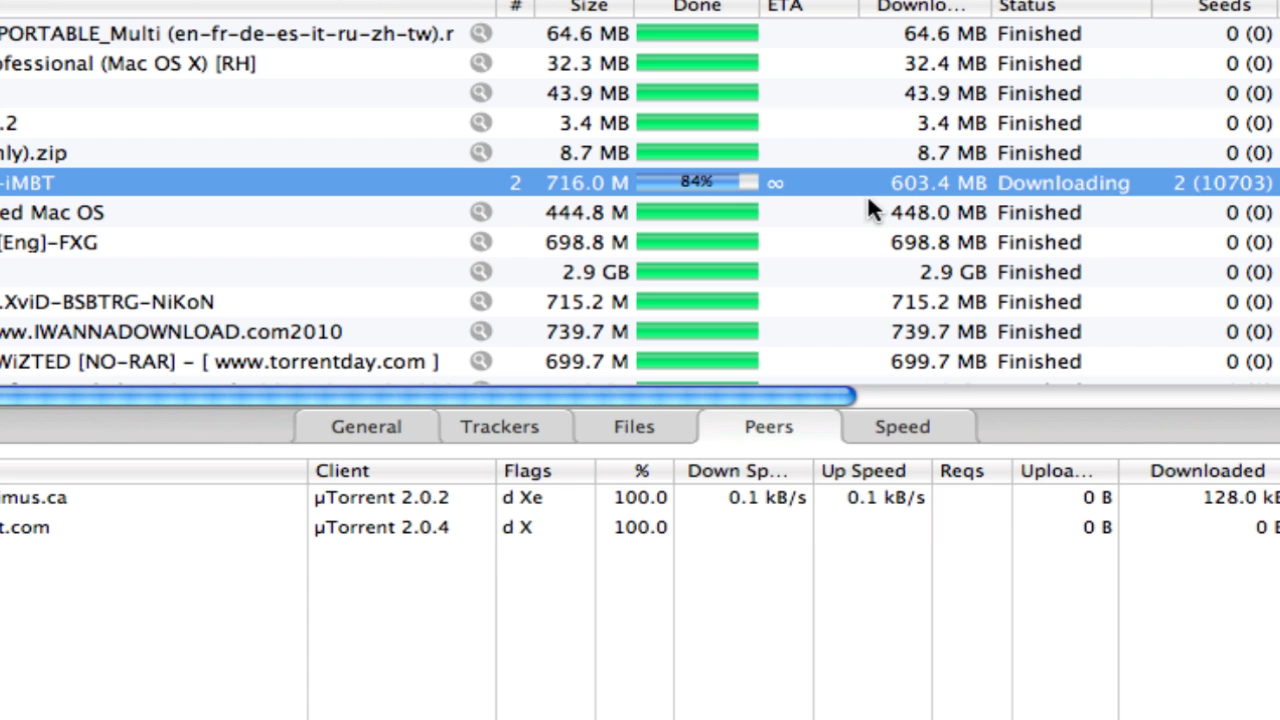 # Size Done ETA Downlo... Status Seeds
PORTABLE_Multi (en-fr-de-es-it-ru-zh-tw).r 64.6 MB 64.6 MB Finished 0 (0)
ofessional (Mac OS X) [RH] 32.3 MB 32.4 MB Finished 0 (0)
43.9 MB 43.9 MB Finished 0 (0)
.2 3.4 MB 3.4 MB Finished 0 (0)
nly).zip 8.7 MB 8.7 MB Finished 0 (0)
-iMBT 2 716.0 M 84% ∞ 603.4 MB Downloading 2 (10703)
ed Mac OS 444.8 M 448.0 MB Finished 0 (0)
[Eng]-FXG 698.8 M 698.8 MB Finished 0 (0)
2.9 GB 2.9 GB Finished 0 (0)
.XviD-BSBTRG-NiKoN 715.2 M 715.2 MB Finished 0 (0)
ww.IWANNADOWNLOAD.com2010 739.7 M 739.7 MB Finished 0 (0)
WiZTED [NO-RAR] - [ www.torrentday.com ] 699.7 M 699.7 MB Finished 0 (0)
General Trackers Files Peers Speed
Client Flags % Down Sp... Up Speed Reqs Uploa... Downloaded
imus.ca µTorrent 2.0.2 d Xe 100.0 0.1 kB/s 0.1 kB/s 0 B 128.0 kB
t.com µTorrent 2.0.4 d X 100.0 0 B 0 B